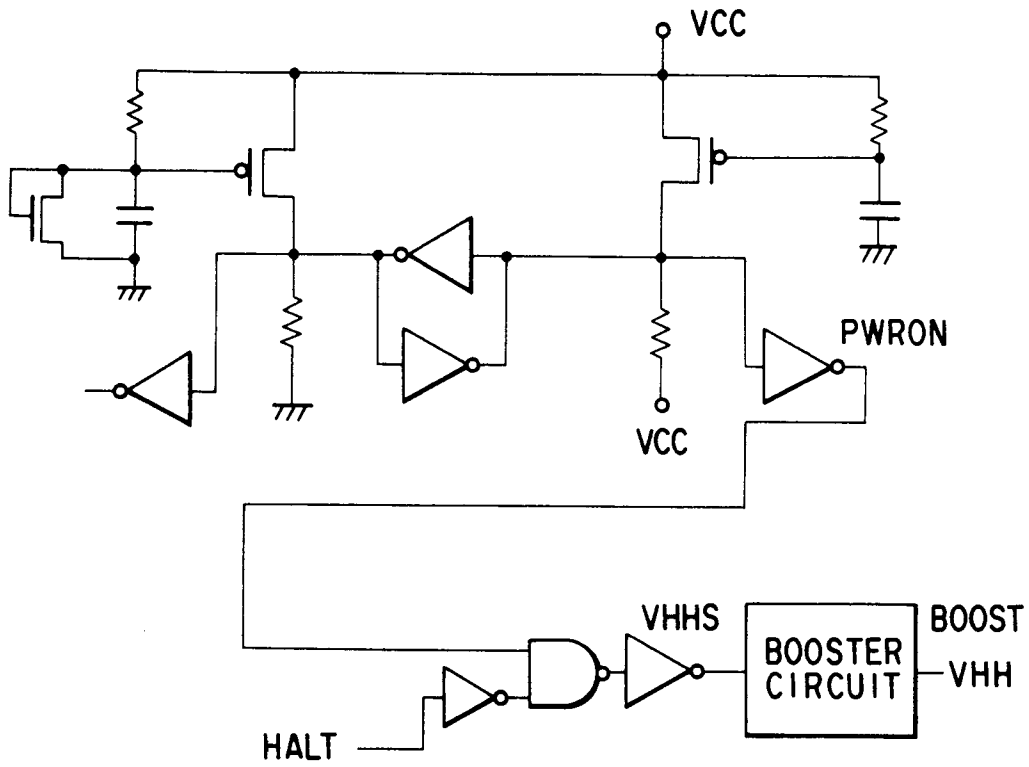 VCC
PWRON
VCC
VHHS
BOOST
BOOSTER
CIRCUIT
VHH
HALT